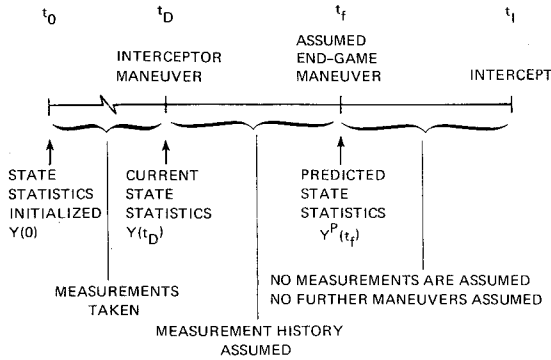 t0
tD
tf
tI
INTERCEPTOR
MANEUVER
ASSUMED
END-GAME
MANEUVER
INTERCEPT
STATE
STATISTICS
INITIALIZED
Y(0)
CURRENT
STATE
STATISTICS
Y(tD)
PREDICTED
STATE
STATISTICS
YP(tf)
MEASUREMENTS
TAKEN
MEASUREMENT HISTORY
ASSUMED
NO MEASUREMENTS ARE ASSUMED
NO FURTHER MANEUVERS ASSUMED